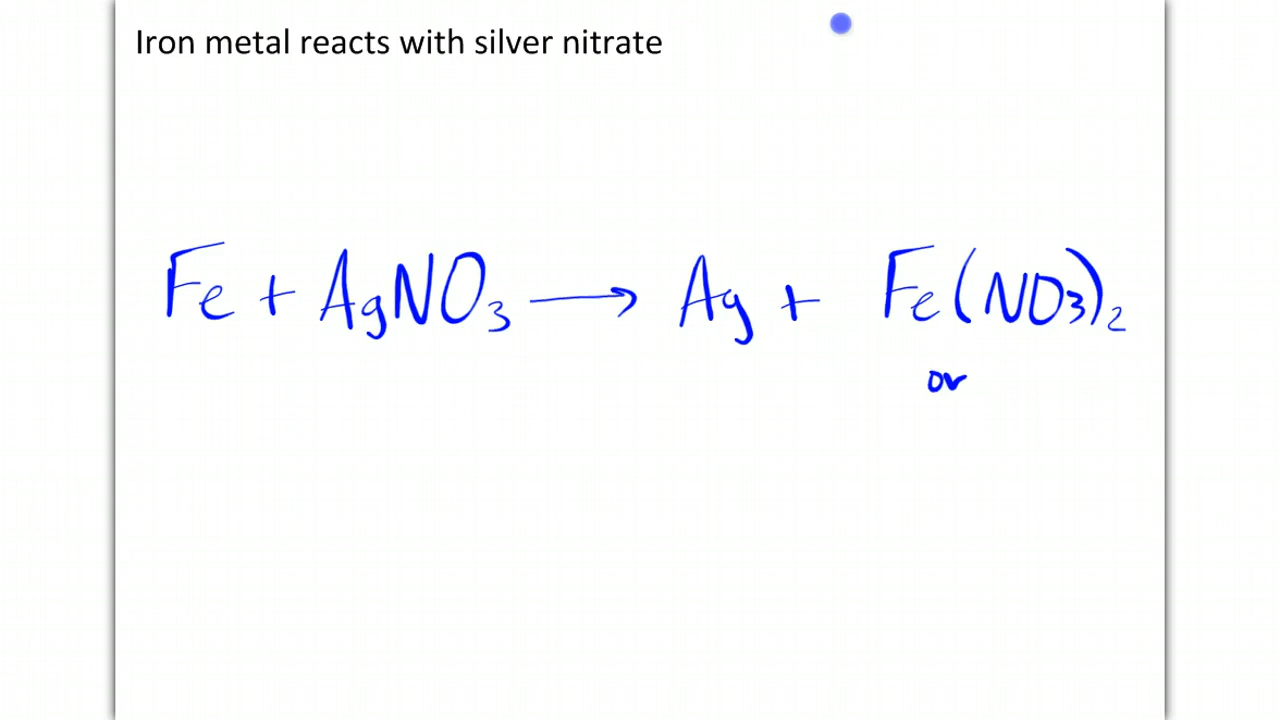 Iron metal reacts with silver nitrate
Fe + AgNO₃ → Ag + Fe(NO₃)₂
or